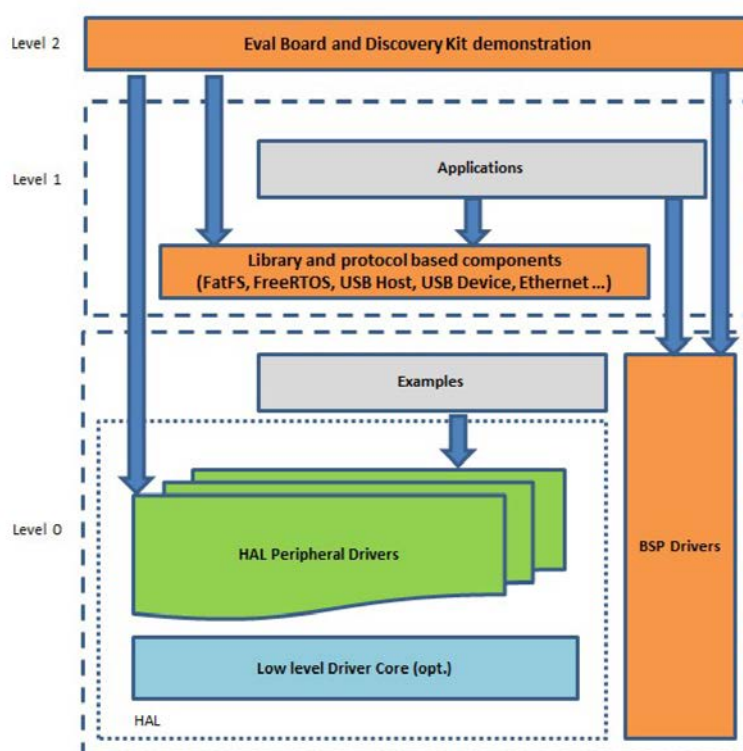 Level 2
Eval Board and Discovery Kit demonstration
Level 1
Applications
Library and protocol based components
(FatFS, FreeRTOS, USB Host, USB Device, Ethernet ...)
Examples
Level 0
HAL Peripheral Drivers
BSP Drivers
Low level Driver Core (opt.)
HAL